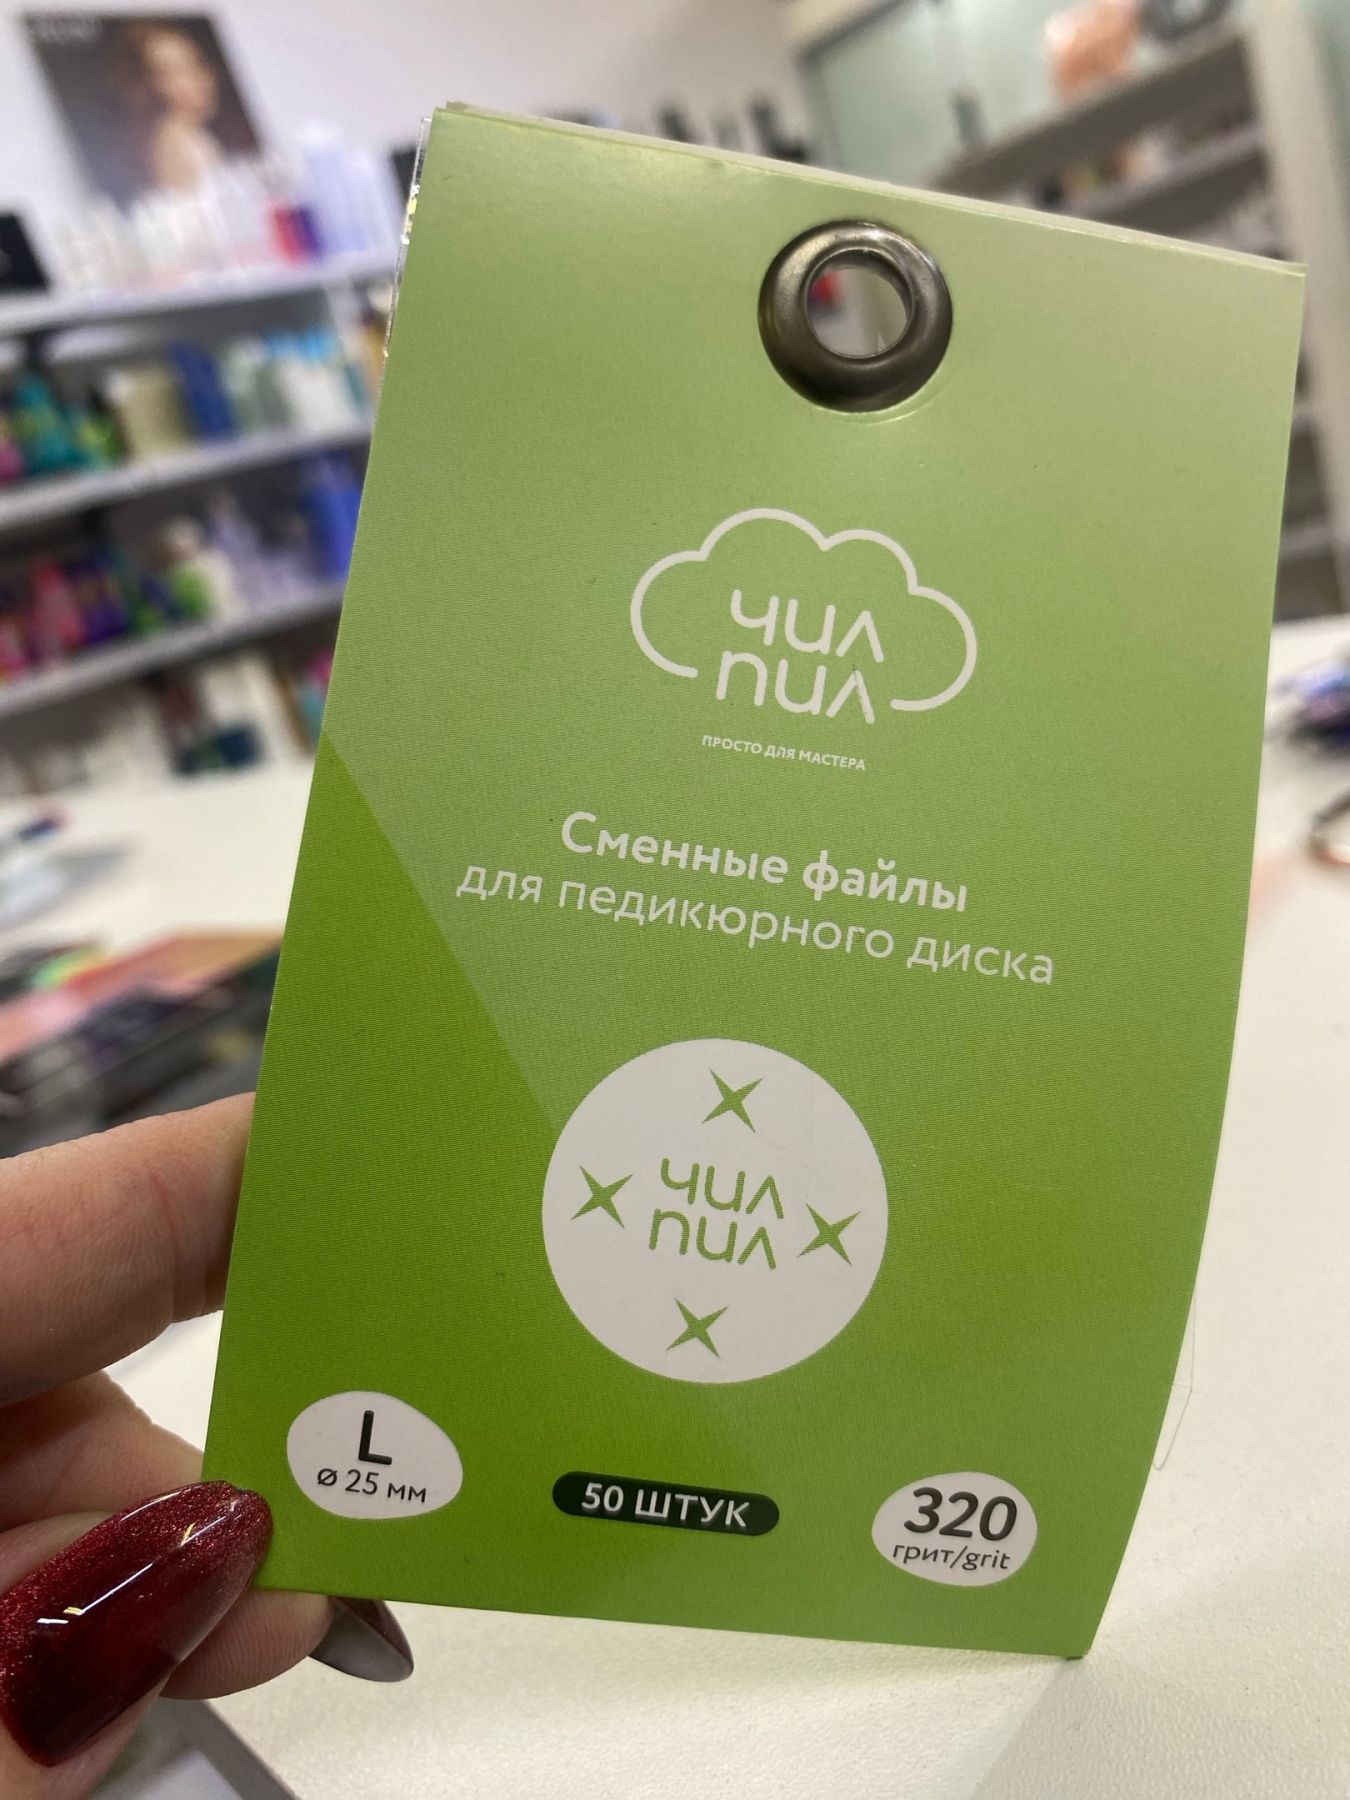 чил
пил
ПРОСТО ДЛЯ МАСТЕРА
Сменные файлы
для педикюрного диска
чил
пил
L
ø 25 мм
50 ШТУК
320
грит/grit